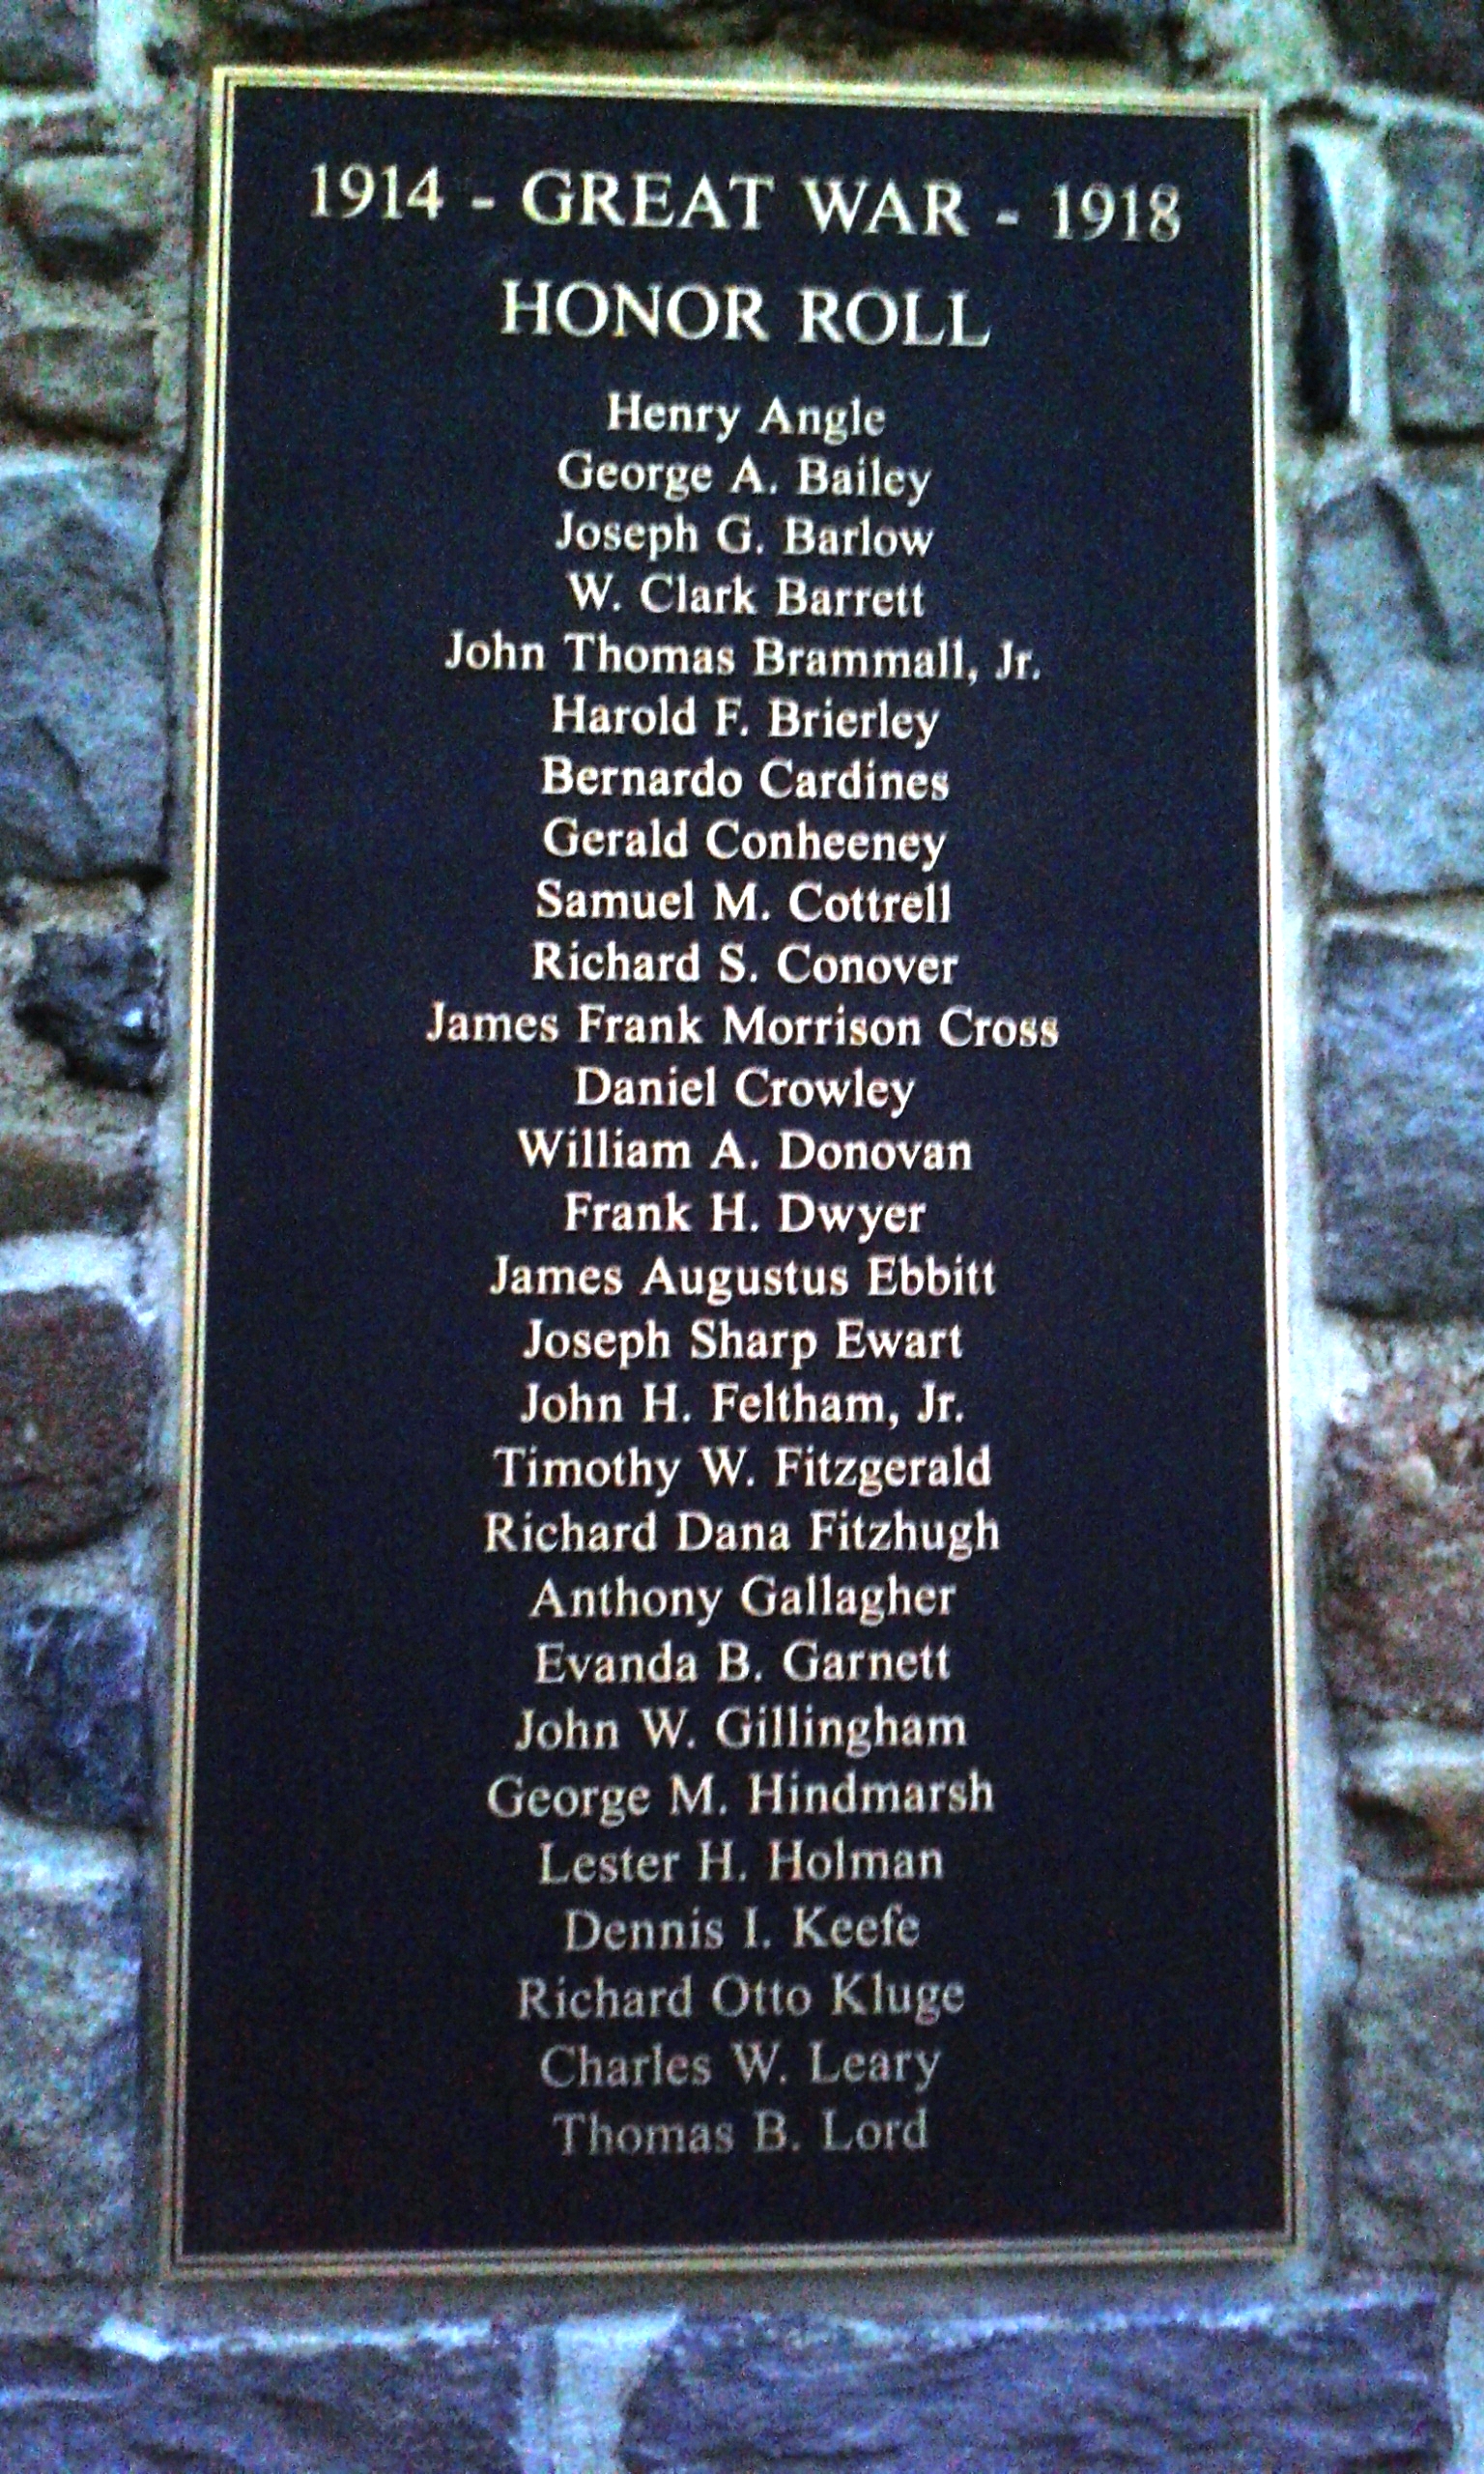 1914 - GREAT WAR - 1918
HONOR ROLL
Henry Angle
George A. Bailey
Joseph G. Barlow
W. Clark Barrett
John Thomas Brammall, Jr.
Harold F. Brierley
Bernardo Cardines
Gerald Conheeney
Samuel M. Cottrell
Richard S. Conover
James Frank Morrison Cross
Daniel Crowley
William A. Donovan
Frank H. Dwyer
James Augustus Ebbitt
Joseph Sharp Ewart
John H. Feltham, Jr.
Timothy W. Fitzgerald
Richard Dana Fitzhugh
Anthony Gallagher
Evanda B. Garnett
John W. Gillingham
George M. Hindmarsh
Lester H. Holman
Dennis I. Keefe
Richard Otto Kluge
Charles W. Leary
Thomas B. Lord